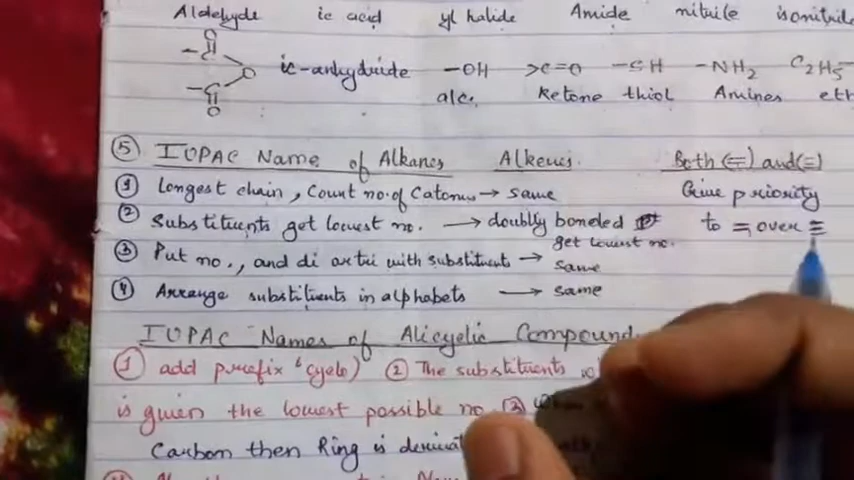 Aldehyde ic acid yl halide Amide nitrile isonitril
-C=O O -C=O ic-anhydride -OH >C=O -SH -NH2 C2H5-
alc. Ketone thiol Amines eth
⑤ IUPAC Name of Alkanes Alkenes. Both (=) and (≡)
① Longest chain, Count no. of Catonus → same Give priority
② Substituents get lowest no. → doubly bonded to = over ≡
get lowest no.
③ Put no., and di or tri with substituents → same
④ Arrange substituents in alphabets → same
IUPAC Names of Alicyclic Compound
① add prefix 'cyclo' ② The substituents
is given the lowest possible no ③
Carbon then Ring is